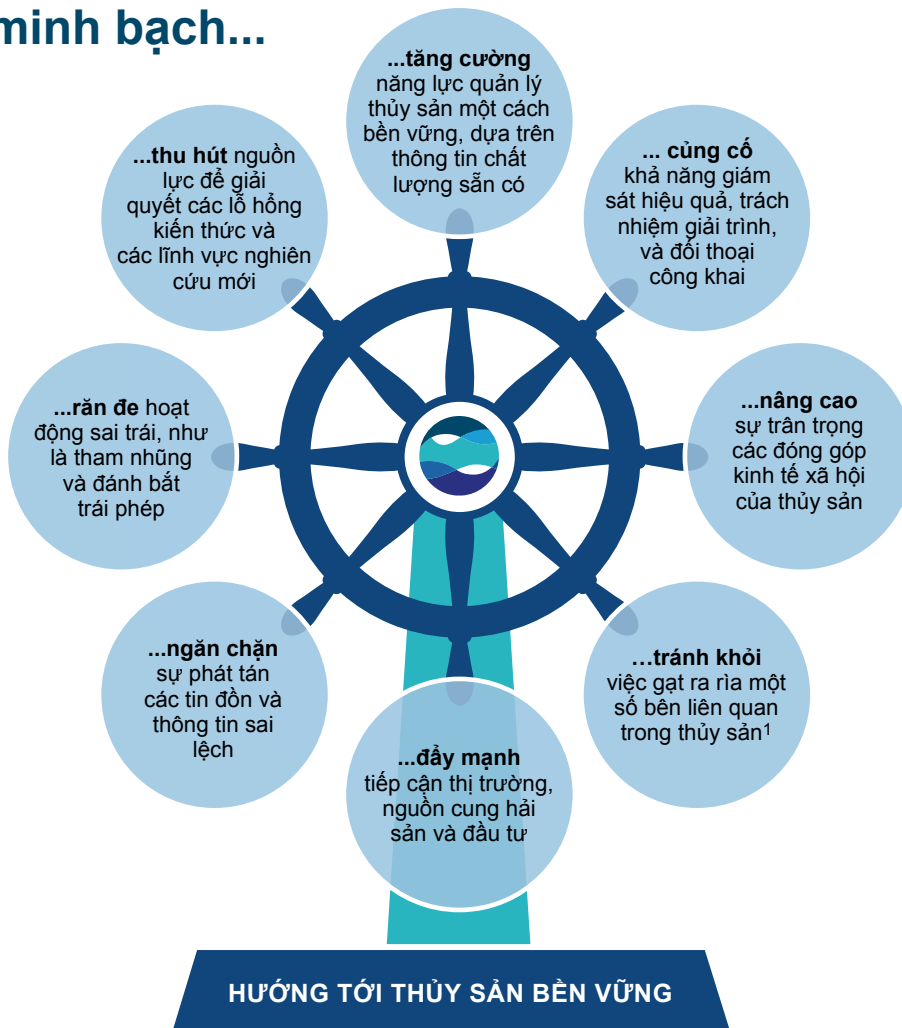 minh bạch...
...tăng cường
năng lực quản lý
thủy sản một cách
bền vững, dựa trên
thông tin chất
lượng sẵn có
... củng cố
khả năng giám
sát hiệu quả, trách
nhiệm giải trình,
và đối thoại
công khai
...nâng cao
sự trân trọng
các đóng góp
kinh tế xã hội
của thủy sản
...tránh khỏi
việc gạt ra rìa một
số bên liên quan
trong thủy sản1
...đẩy mạnh
tiếp cận thị trường,
nguồn cung hải
sản và đầu tư
...ngăn chặn
sự phát tán
các tin đồn và
thông tin sai
lệch
...răn đe hoạt
động sai trái, như
là tham nhũng
và đánh bắt
trái phép
...thu hút nguồn
lực để giải
quyết các lỗ hổng
kiến thức và
các lĩnh vực nghiên
cứu mới
HƯỚNG TỚI THỦY SẢN BỀN VỮNG